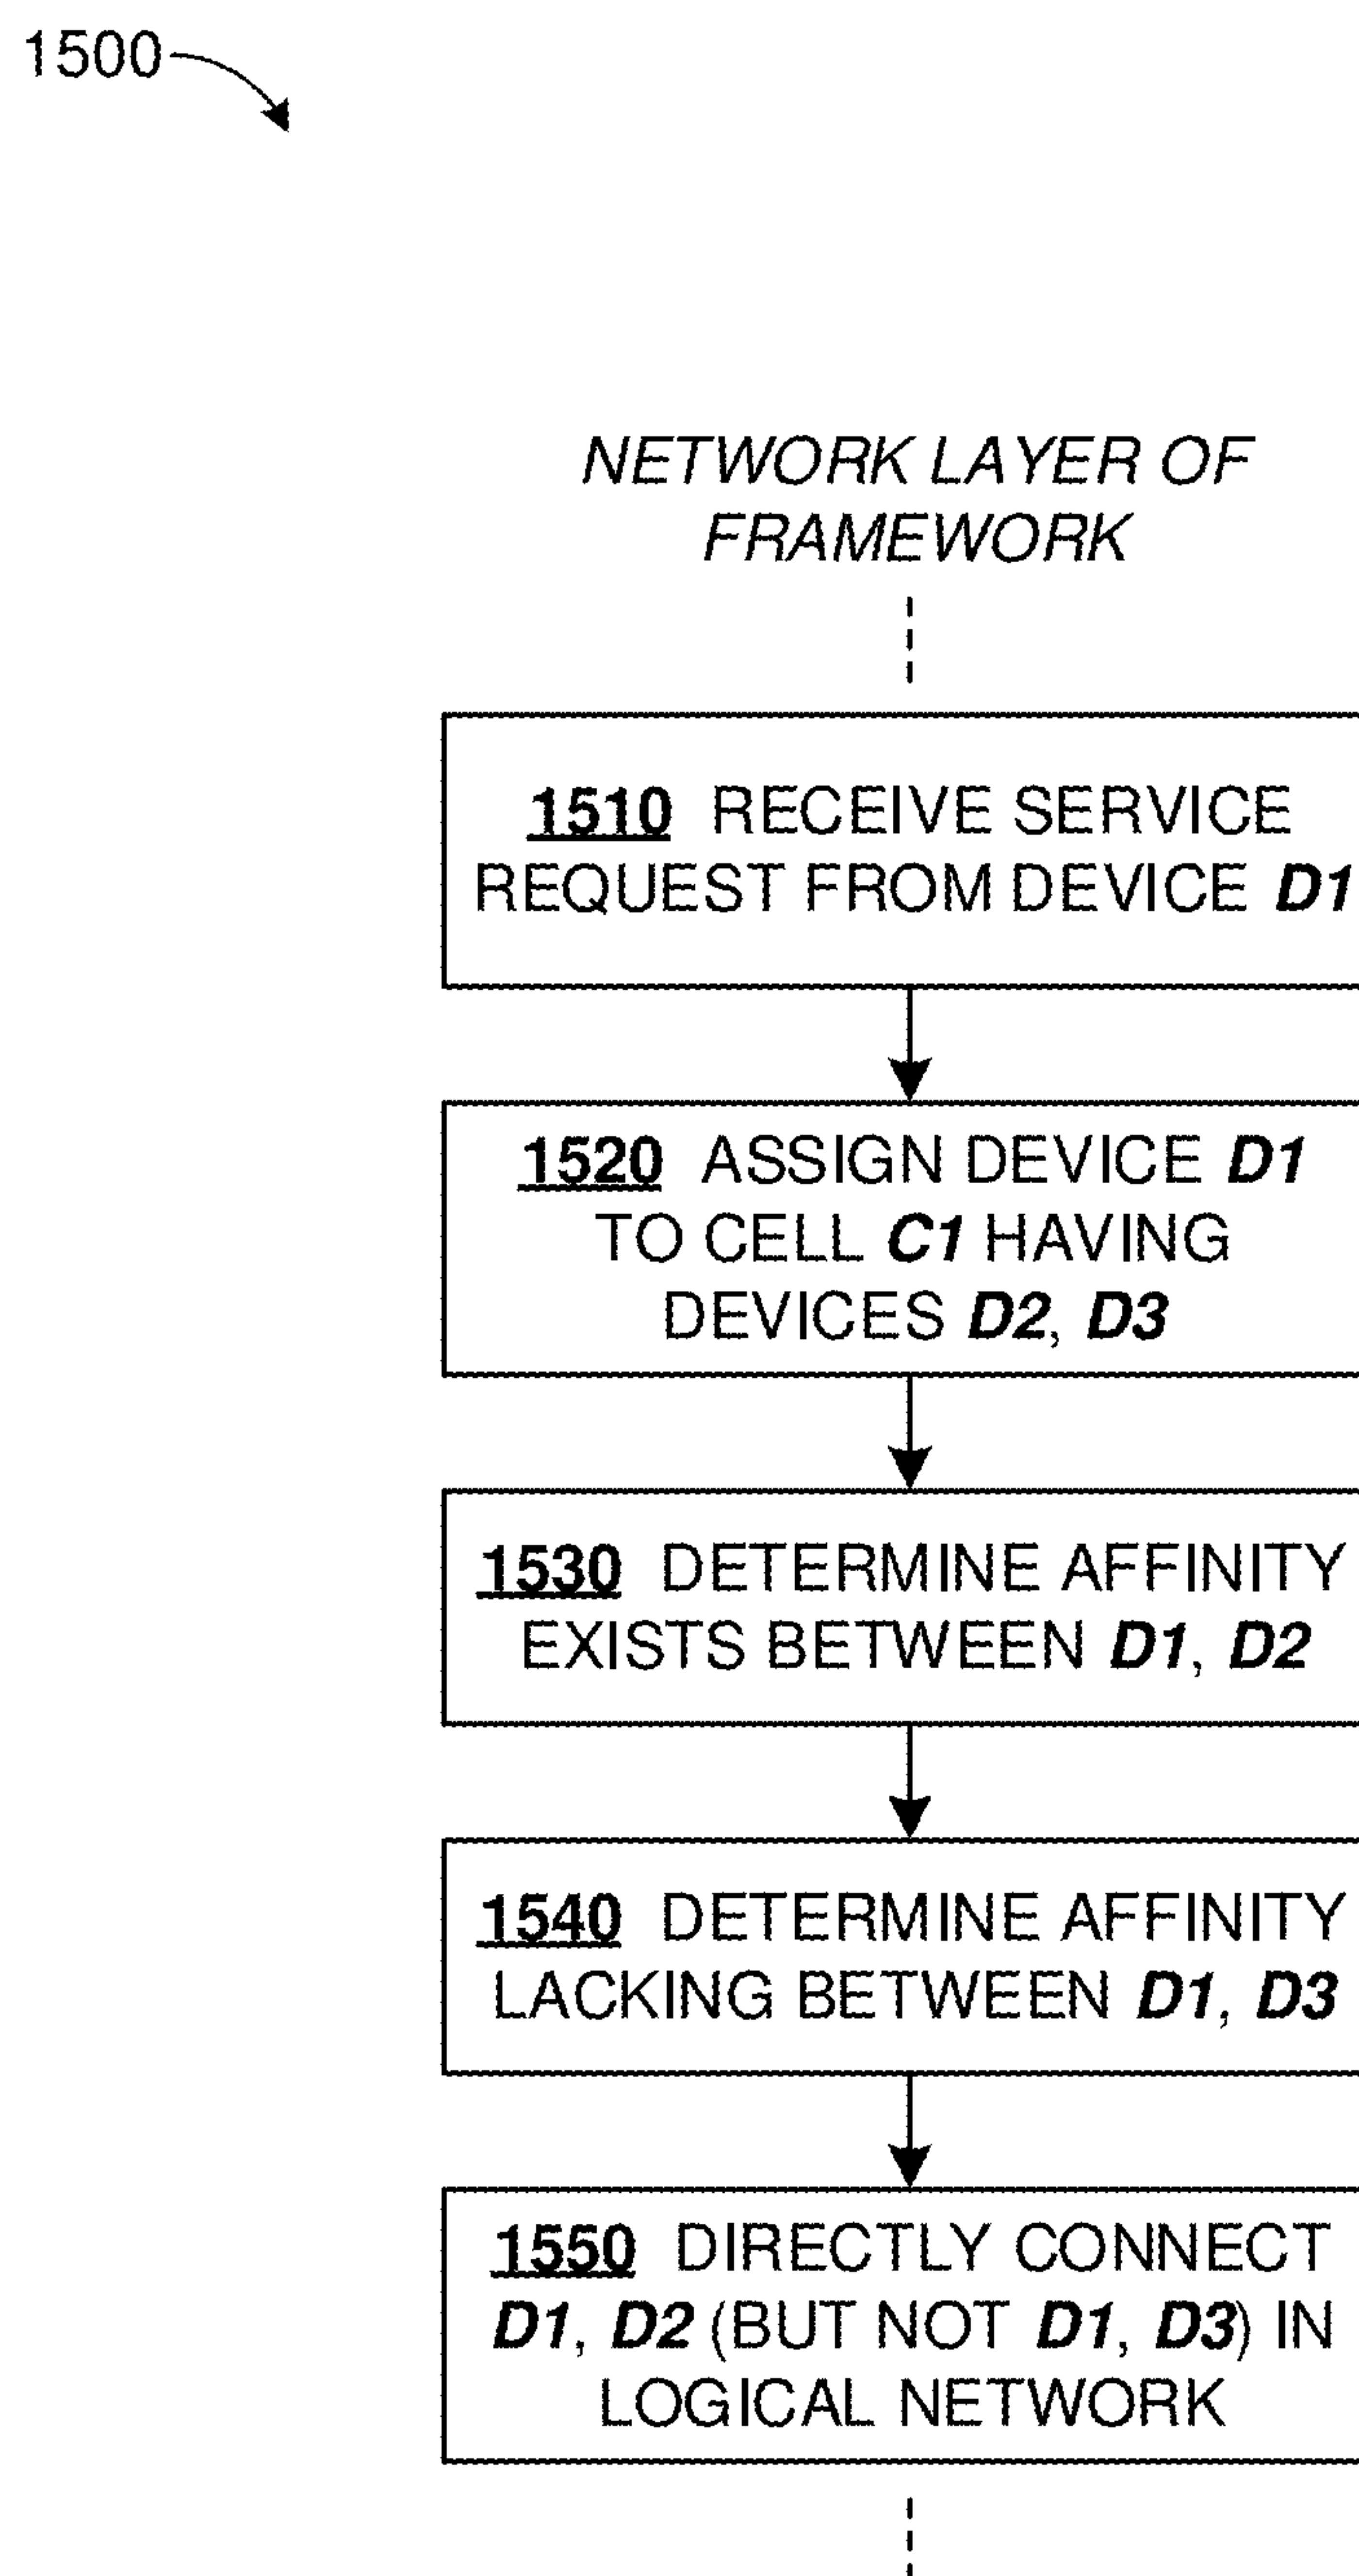 1500
NETWORK LAYER OF
FRAMEWORK
1510 RECEIVE SERVICE
REQUEST FROM DEVICE D1
1520 ASSIGN DEVICE D1
TO CELL C1 HAVING
DEVICES D2, D3
1530 DETERMINE AFFINITY
EXISTS BETWEEN D1, D2
1540 DETERMINE AFFINITY
LACKING BETWEEN D1, D3
1550 DIRECTLY CONNECT
D1, D2 (BUT NOT D1, D3) IN
LOGICAL NETWORK